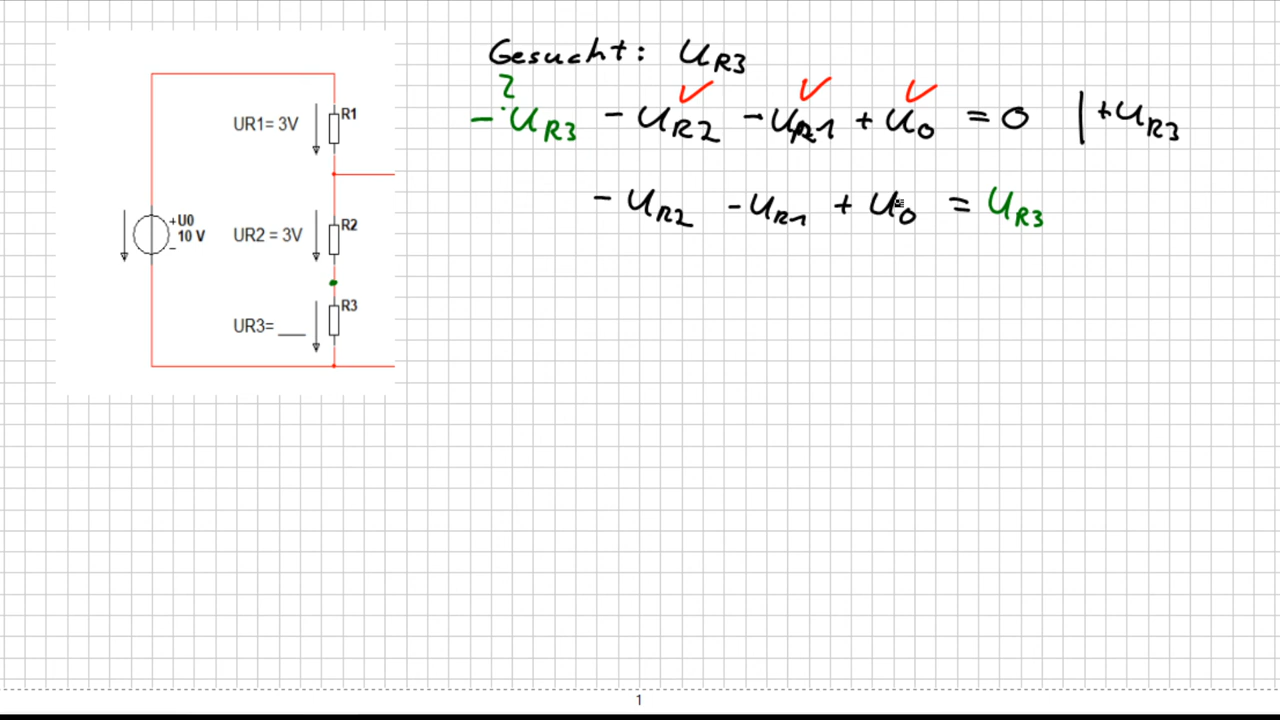 Gesucht: UR3
?
- UR3 - UR2 - UR1 + U0 = 0 | +UR3
- UR2 - UR1 + U0 = UR3
UR1= 3V
R1
+U0
10 V
−
UR2 = 3V
R2
UR3= ___
R3
1